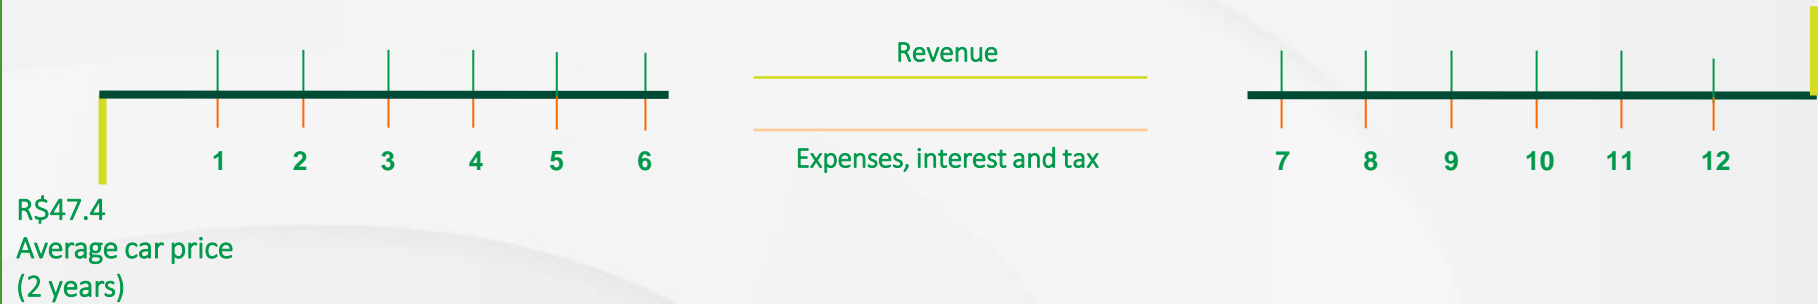 Revenue
1 2 3 4 5 6 Expenses, interest and tax 7 8 9 10 11 12
R$47.4
Average car price
(2 years)